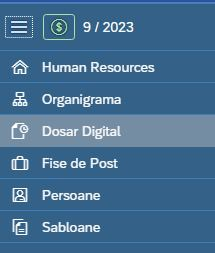 $ 9 / 2023
Human Resources
Organigrama
Dosar Digital
Fise de Post
Persoane
Sabloane